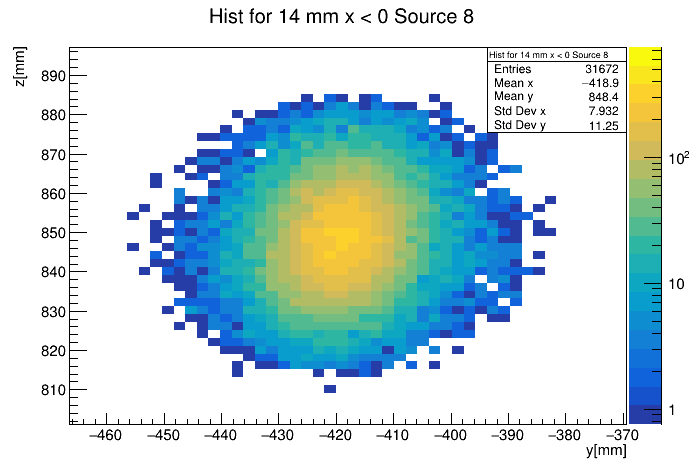 Hist for 14 mm x < 0 Source 8
z[mm]
Hist for 14 mm x < 0 Source 8
Entries 31672
Mean x −418.9
Mean y 848.4
Std Dev x 7.932
Std Dev y 11.25
890
880
870
860
850
840
830
820
810
−460 −450 −440 −430 −420 −410 −400 −390 −380 −370
y[mm]
10²
10
1